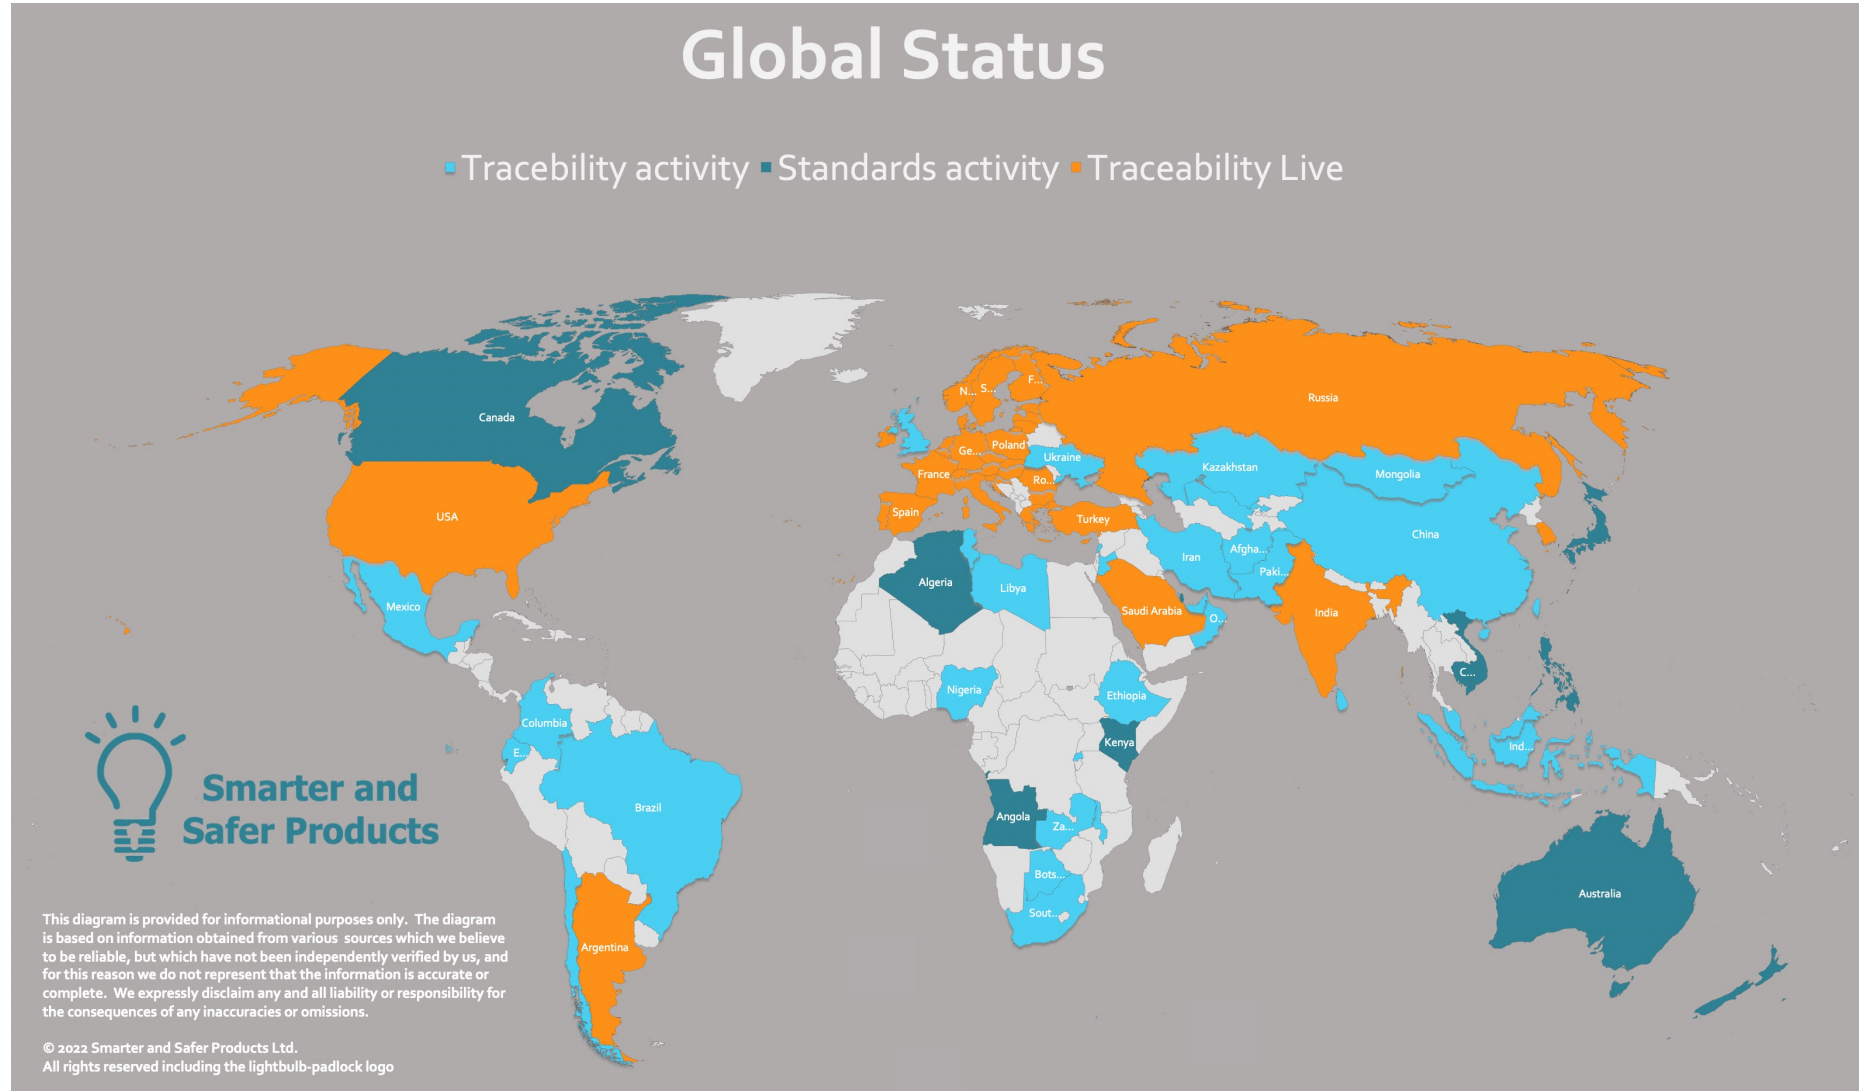 Global Status
Tracebility activity Standards activity Traceability Live
Canada
USA
Mexico
Columbia
E...
Brazil
Argentina
N...
S...
F...
Russia
Ge...
Poland
Ukraine
France
Ro...
Spain
Turkey
Kazakhstan
Mongolia
China
Iran
Afgha...
Paki...
Algeria
Libya
Saudi Arabia
O...
India
Nigeria
Ethiopia
Kenya
C...
Ind...
Angola
Za...
Bots...
Sout...
Australia
Smarter and
Safer Products
This diagram is provided for informational purposes only. The diagram
is based on information obtained from various sources which we believe
to be reliable, but which have not been independently verified by us, and
for this reason we do not represent that the information is accurate or
complete. We expressly disclaim any and all liability or responsibility for
the consequences of any inaccuracies or omissions.
© 2022 Smarter and Safer Products Ltd.
All rights reserved including the lightbulb-padlock logo